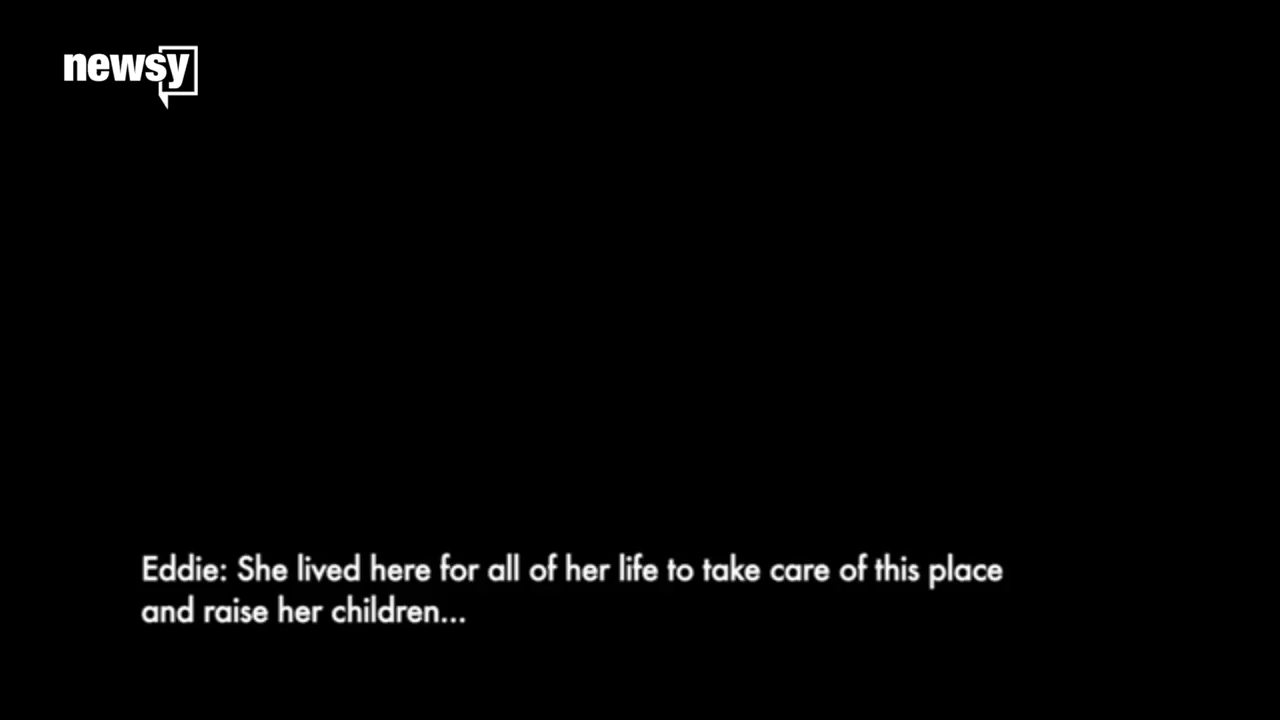 newsy
Eddie: She lived here for all of her life to take care of this place
and raise her children...